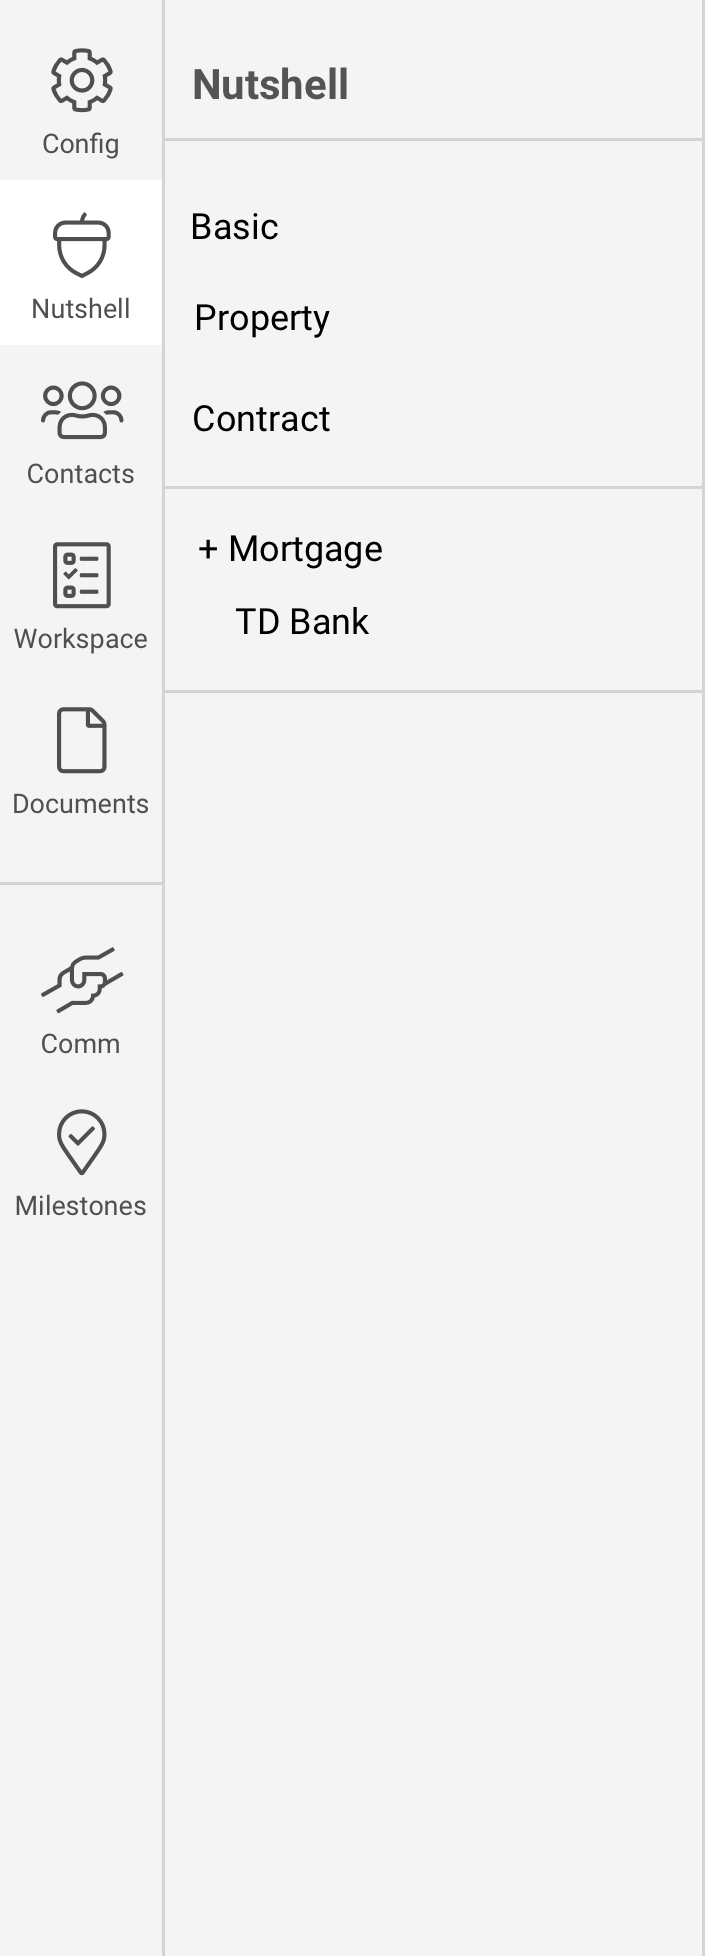 Config
Nutshell
Contacts
Workspace
Documents
Comm
Milestones
Nutshell
Basic
Property
Contract
+ Mortgage
TD Bank